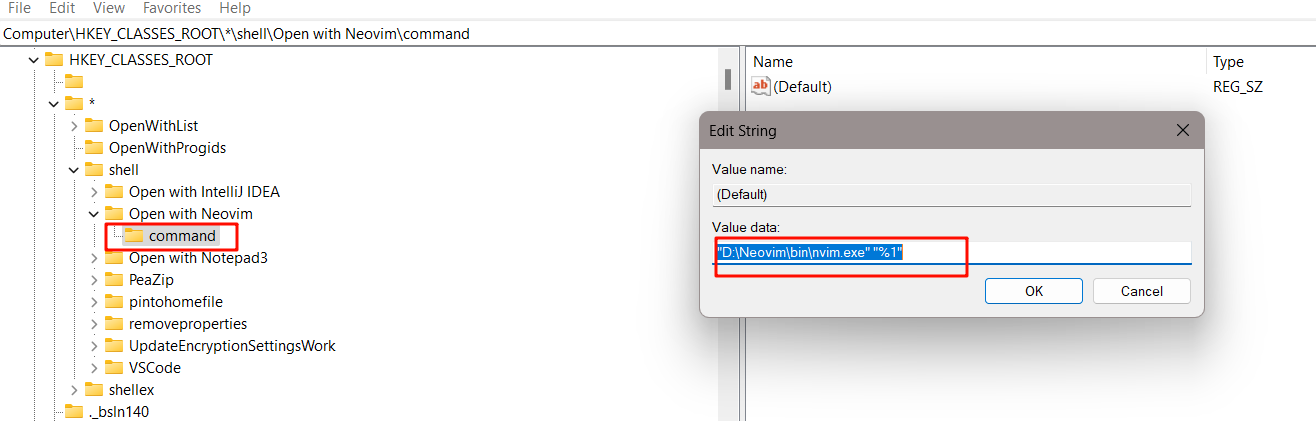 File Edit View Favorites Help
Computer\HKEY_CLASSES_ROOT\*\shell\Open with Neovim\command
HKEY_CLASSES_ROOT
*
OpenWithList
OpenWithProgids
shell
Open with IntelliJ IDEA
Open with Neovim
command
Open with Notepad3
PeaZip
pintohomefile
removeproperties
UpdateEncryptionSettingsWork
VSCode
shellex
._bsln140
Name Type
ab (Default) REG_SZ
Edit String
Value name:
(Default)
Value data:
"D:\Neovim\bin\nvim.exe" "%1"
OK Cancel